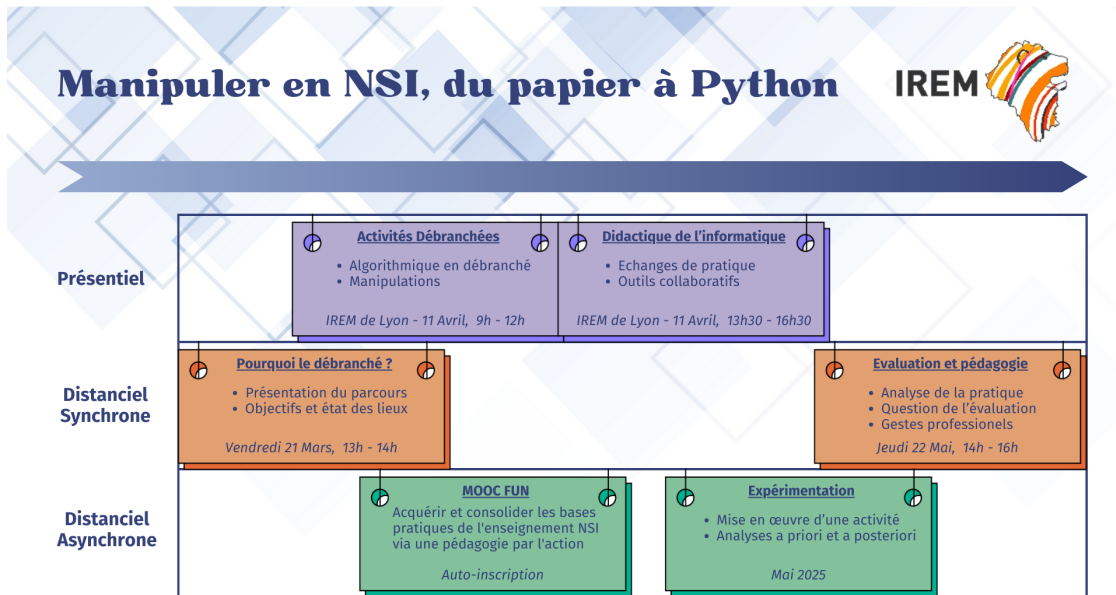 Manipuler en NSI, du papier à Python
IREM
Présentiel
Activités Débranchées
• Algorithmique en débranché
• Manipulations
IREM de Lyon - 11 Avril, 9h - 12h
Didactique de l'informatique
• Echanges de pratique
• Outils collaboratifs
IREM de Lyon - 11 Avril, 13h30 - 16h30
Distanciel
Synchrone
Pourquoi le débranché ?
• Présentation du parcours
• Objectifs et état des lieux
Vendredi 21 Mars, 13h - 14h
Evaluation et pédagogie
• Analyse de la pratique
• Question de l'évaluation
• Gestes professionels
Jeudi 22 Mai, 14h - 16h
Distanciel
Asynchrone
MOOC FUN
Acquérir et consolider les bases
pratiques de l'enseignement NSI
via une pédagogie par l'action
Auto-inscription
Expérimentation
• Mise en œuvre d'une activité
• Analyses a priori et a posteriori
Mai 2025